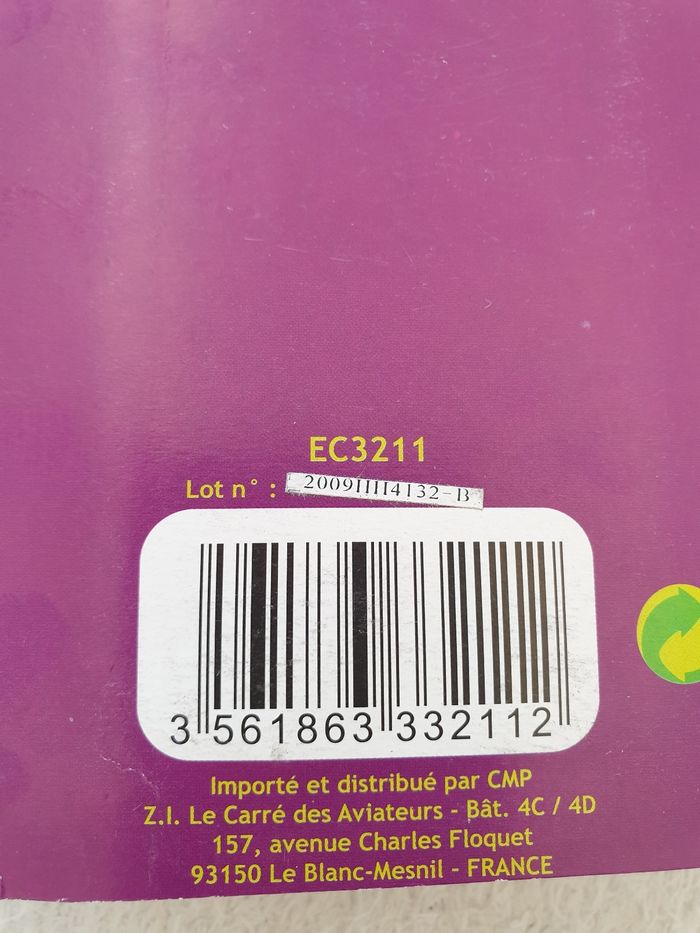 EC3211
Lot n° : 200911114132-B
3 561863 332112
Importé et distribué par CMP
Z.I. Le Carré des Aviateurs - Bât. 4C / 4D
157, avenue Charles Floquet
93150 Le Blanc-Mesnil - FRANCE